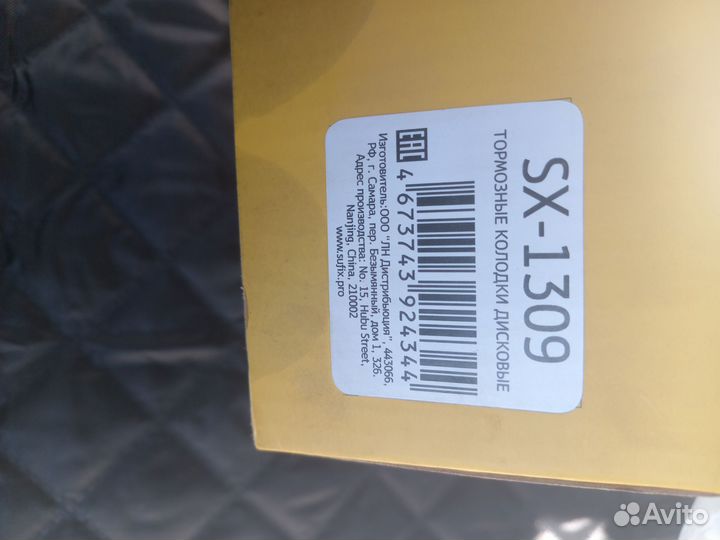 SX-1309
ТОРМОЗНЫЕ КОЛОДКИ ДИСКОВЫЕ
EAC
4 673743 924344
Изготовитель:ООО "ЛН Дистрибьюция", 443066,
РФ, г. Самара, пер. Безымянный, дом 1, 326.
Адрес производства: No. 15, Hubu Street,
Nanjing, China, 210002
www.sufix.pro
Avito